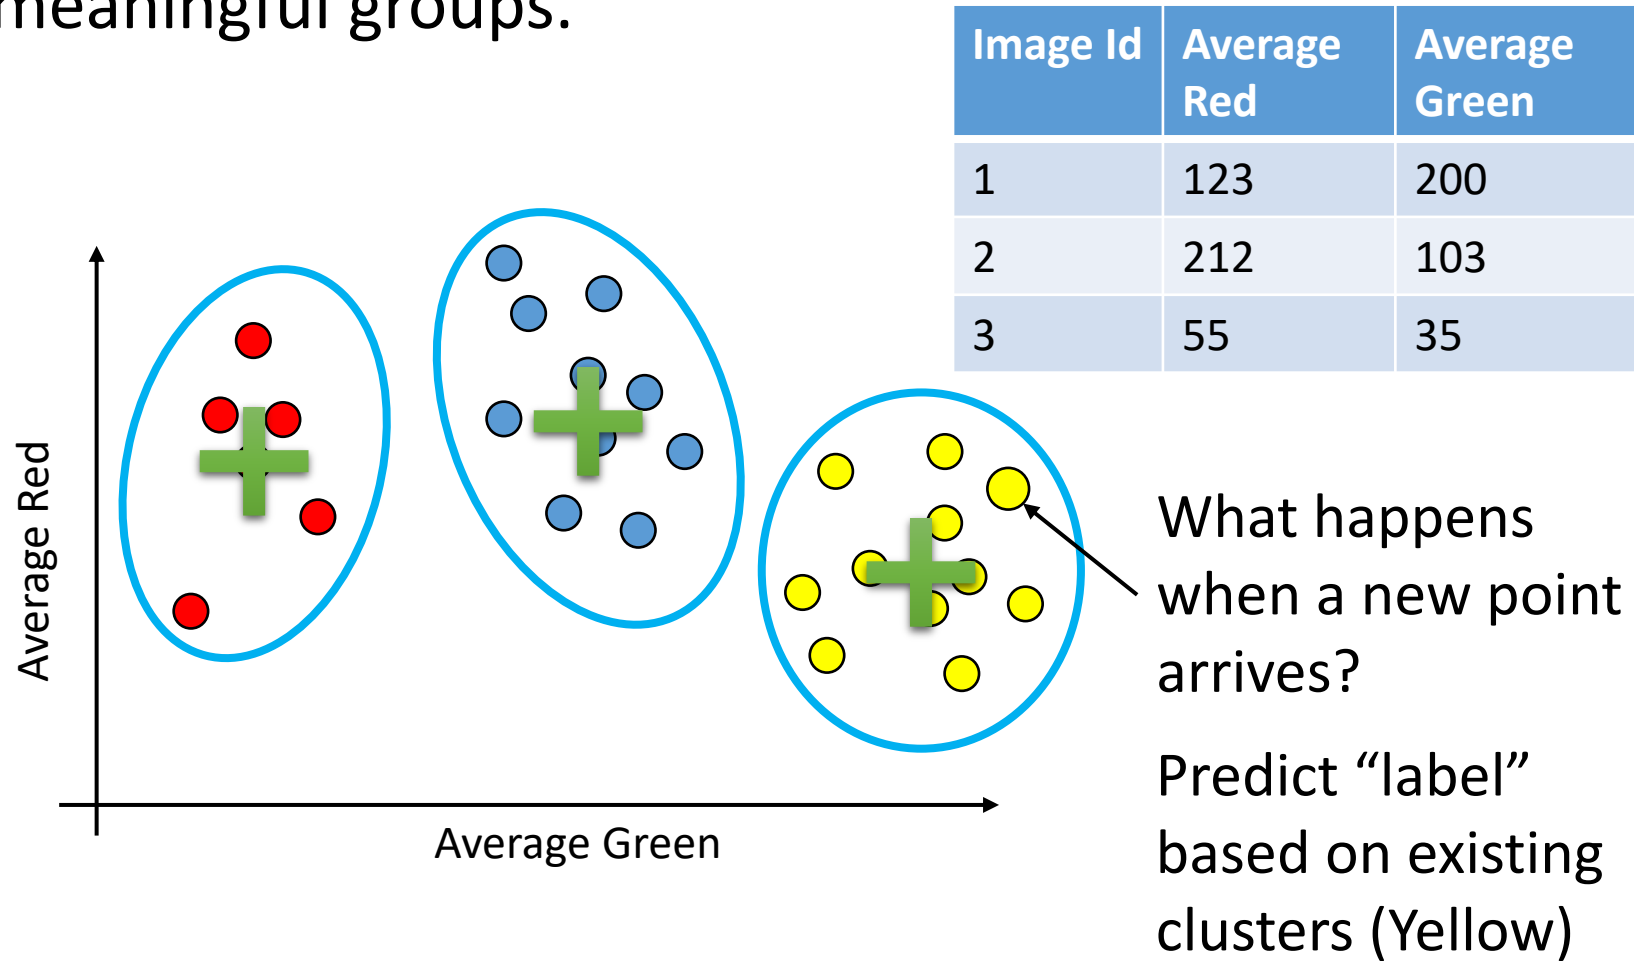 meaningful groups.
Image Id Average Red Average Green
1 123 200
2 212 103
3 55 35
Average Red
Average Green
What happens
when a new point
arrives?
Predict “label”
based on existing
clusters (Yellow)